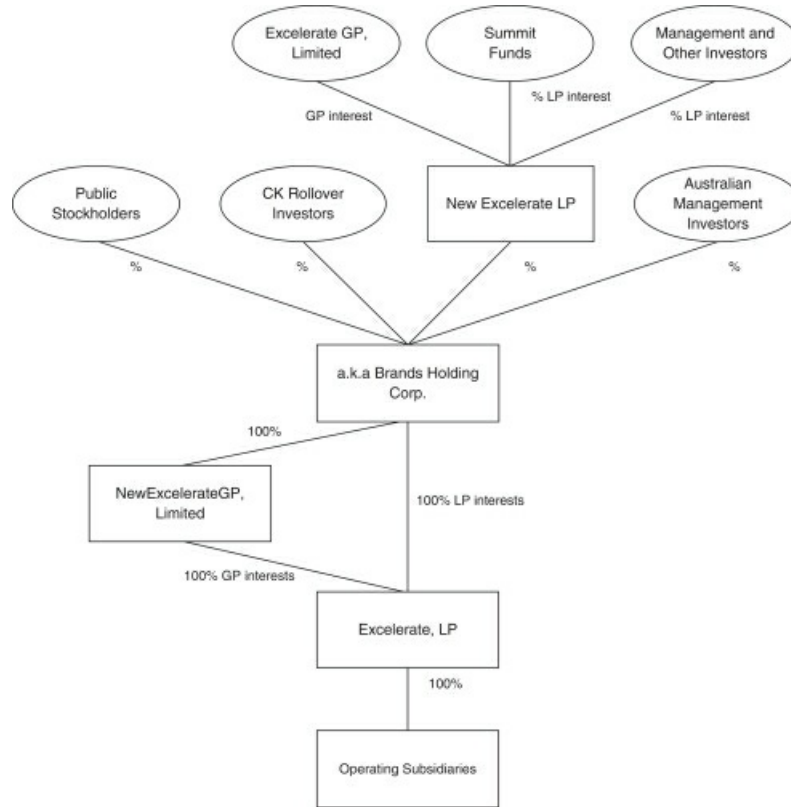 Excelerate GP,
Limited
Summit
Funds
Management and
Other Investors
GP interest
% LP interest
% LP interest
Public
Stockholders
CK Rollover
Investors
New Excelerate LP
Australian
Management
Investors
%
%
%
%
a.k.a Brands Holding
Corp.
100%
NewExcelerateGP,
Limited
100% LP interests
100% GP interests
Excelerate, LP
100%
Operating Subsidiaries